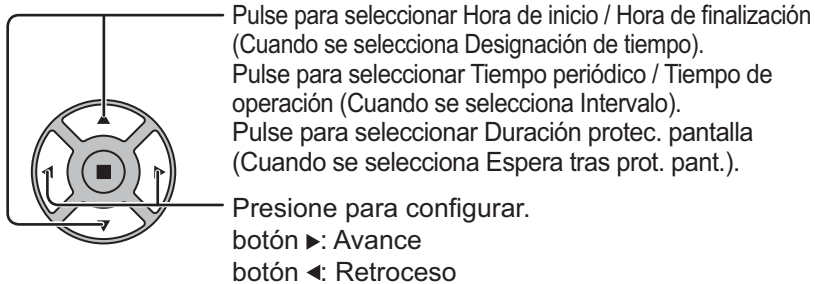 Pulse para seleccionar Hora de inicio / Hora de finalización
(Cuando se selecciona Designación de tiempo).
Pulse para seleccionar Tiempo periódico / Tiempo de
operación (Cuando se selecciona Intervalo).
Pulse para seleccionar Duración protec. pantalla
(Cuando se selecciona Espera tras prot. pant.).
Presione para configurar.
botón ►: Avance
botón ◄: Retroceso